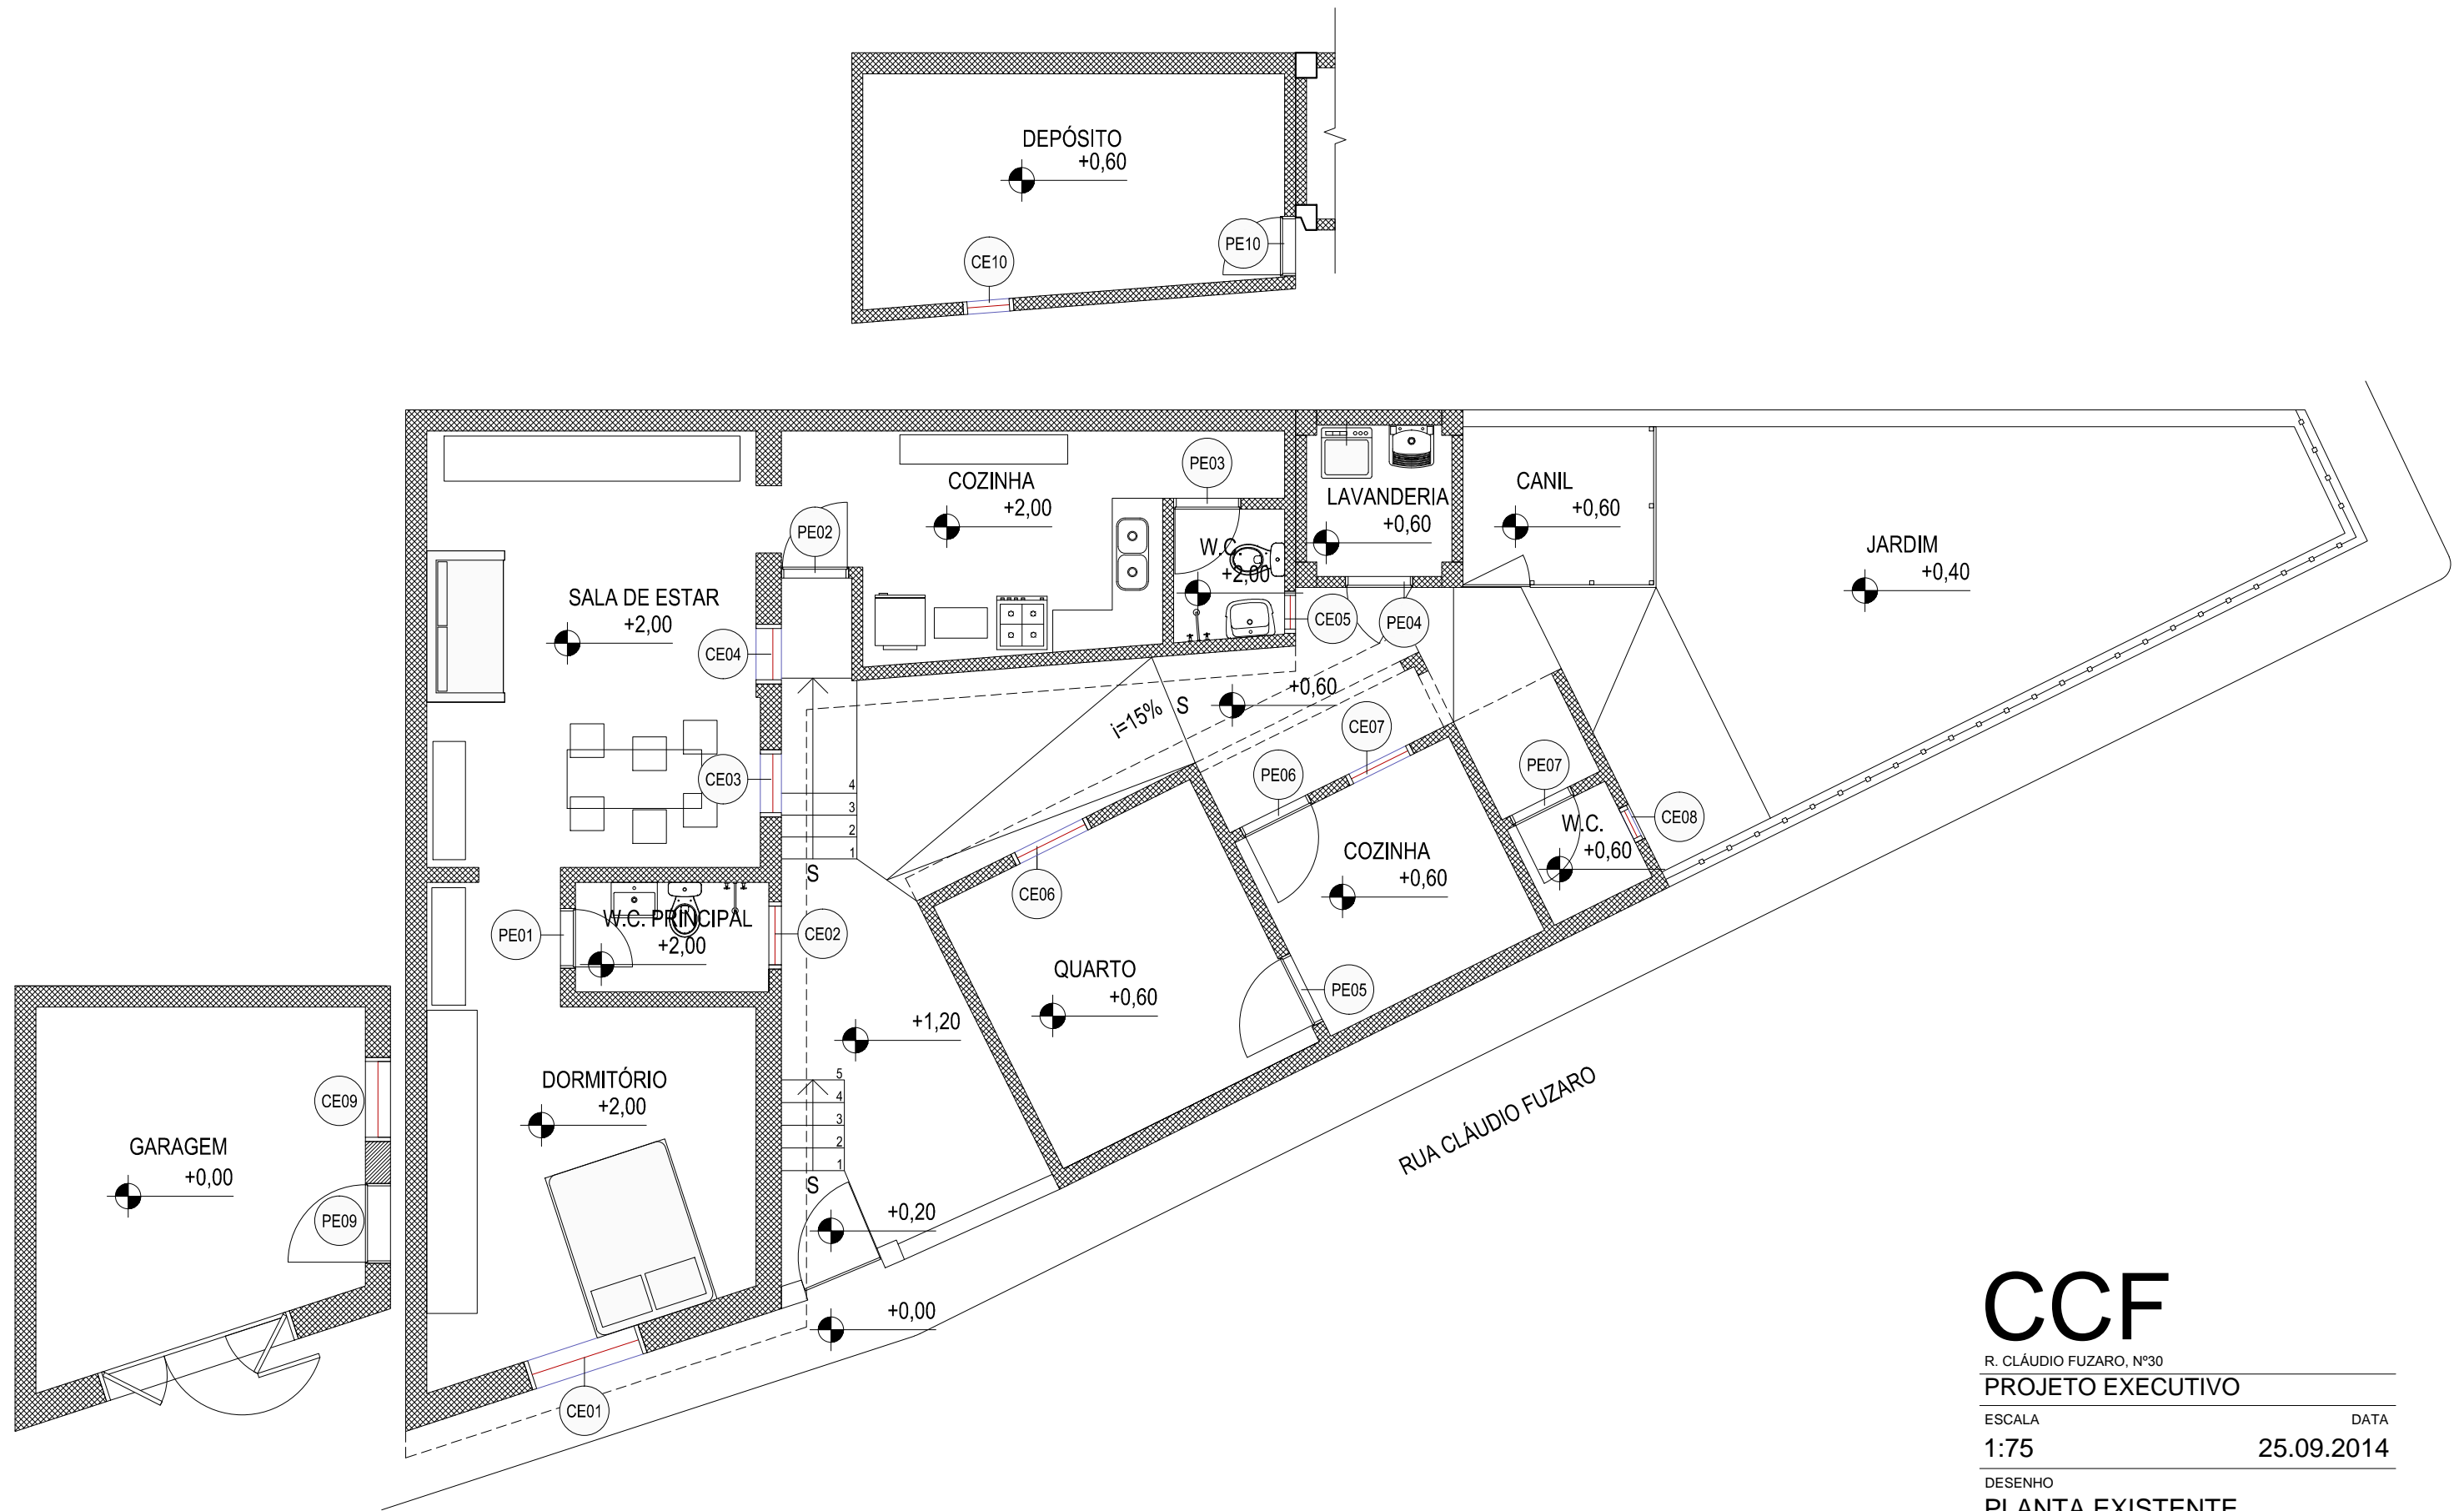 DEPÓSITO
+0,60
PE10
CE10
COZINHA
+2,00
PE03
PE02
W.C.
+2,00
LAVANDERIA
+0,60
CANIL
+0,60
JARDIM
+0,40
SALA DE ESTAR
+2,00
CE04
CE05
PE04
CE03
4
3
2
1
S
i=15%
S
+0,60
CE07
PE06
PE07
CE08
W.C.
+0,60
COZINHA
+0,60
CE06
PE01
W.C. PRINCIPAL
+2,00
CE02
QUARTO
+0,60
PE05
+1,20
DORMITÓRIO
+2,00
5
4
3
2
1
S
CE09
GARAGEM
+0,00
PE09
+0,20
+0,00
CE01
RUA CLÁUDIO FUZARO
CCF
R. CLÁUDIO FUZARO, Nº30
PROJETO EXECUTIVO
ESCALA DATA
1:75 25.09.2014
DESENHO
PLANTA EXISTENTE